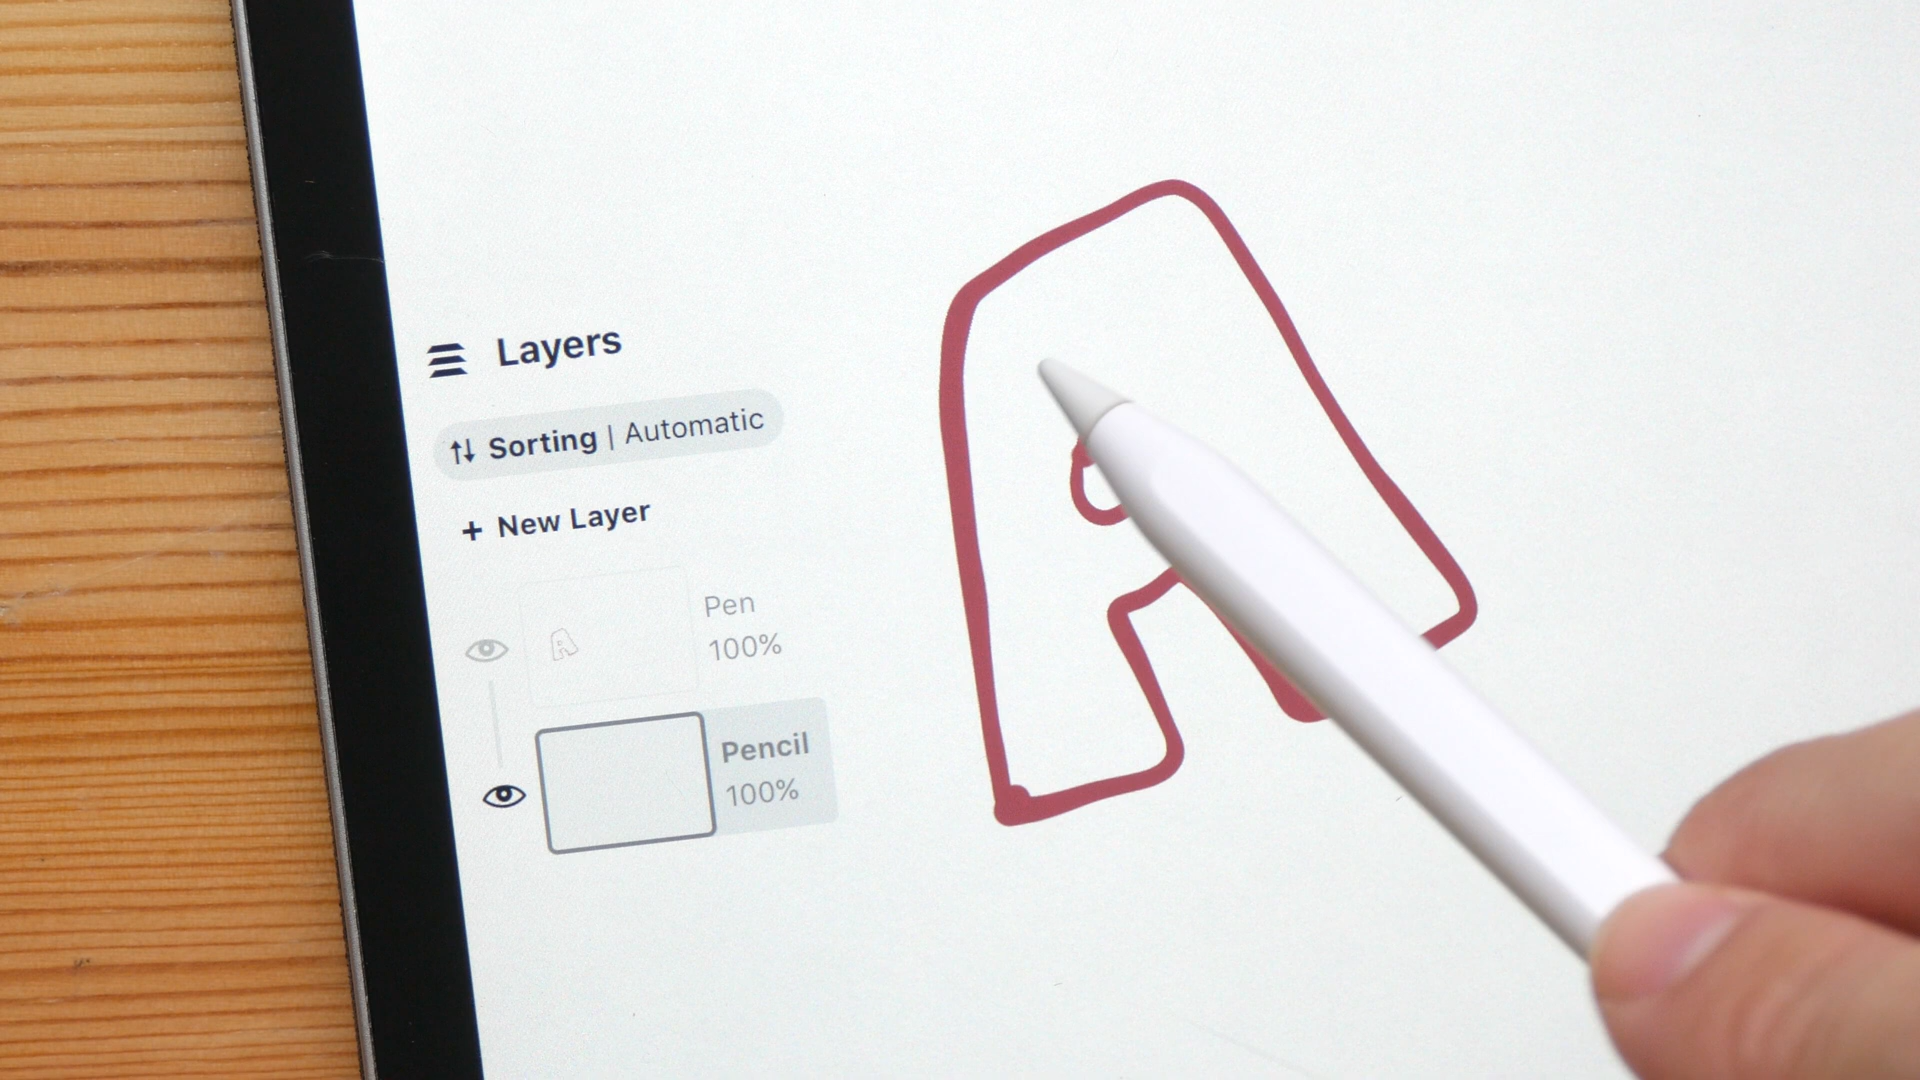 Layers
Sorting | Automatic
+ New Layer
Pen
100%
Pencil
100%
A